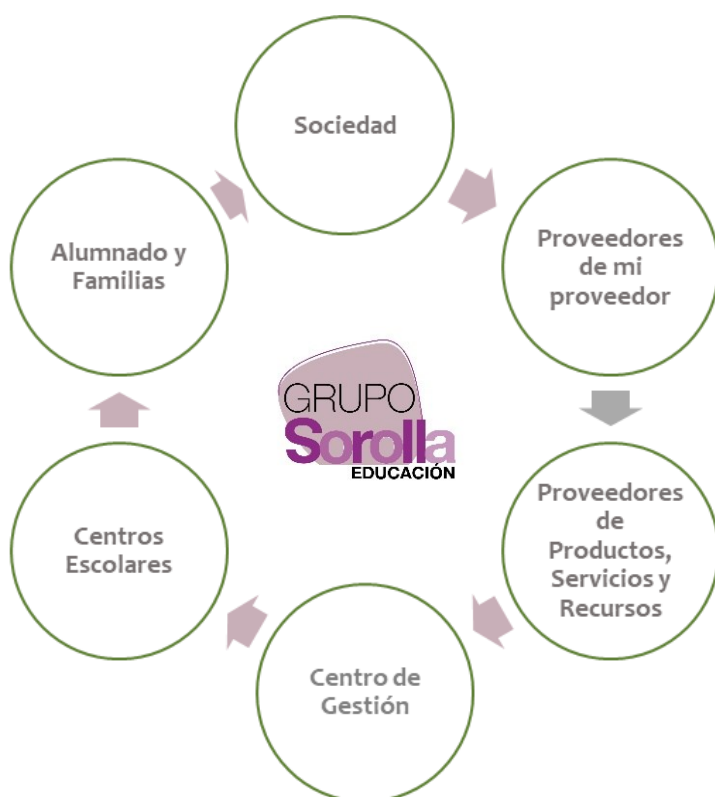 Sociedad
Proveedores
de mi
proveedor
Proveedores
de
Productos,
Servicios y
Recursos
Centro de
Gestión
Centros
Escolares
Alumnado y
Familias
GRUPO
Sorolla
EDUCACIÓN